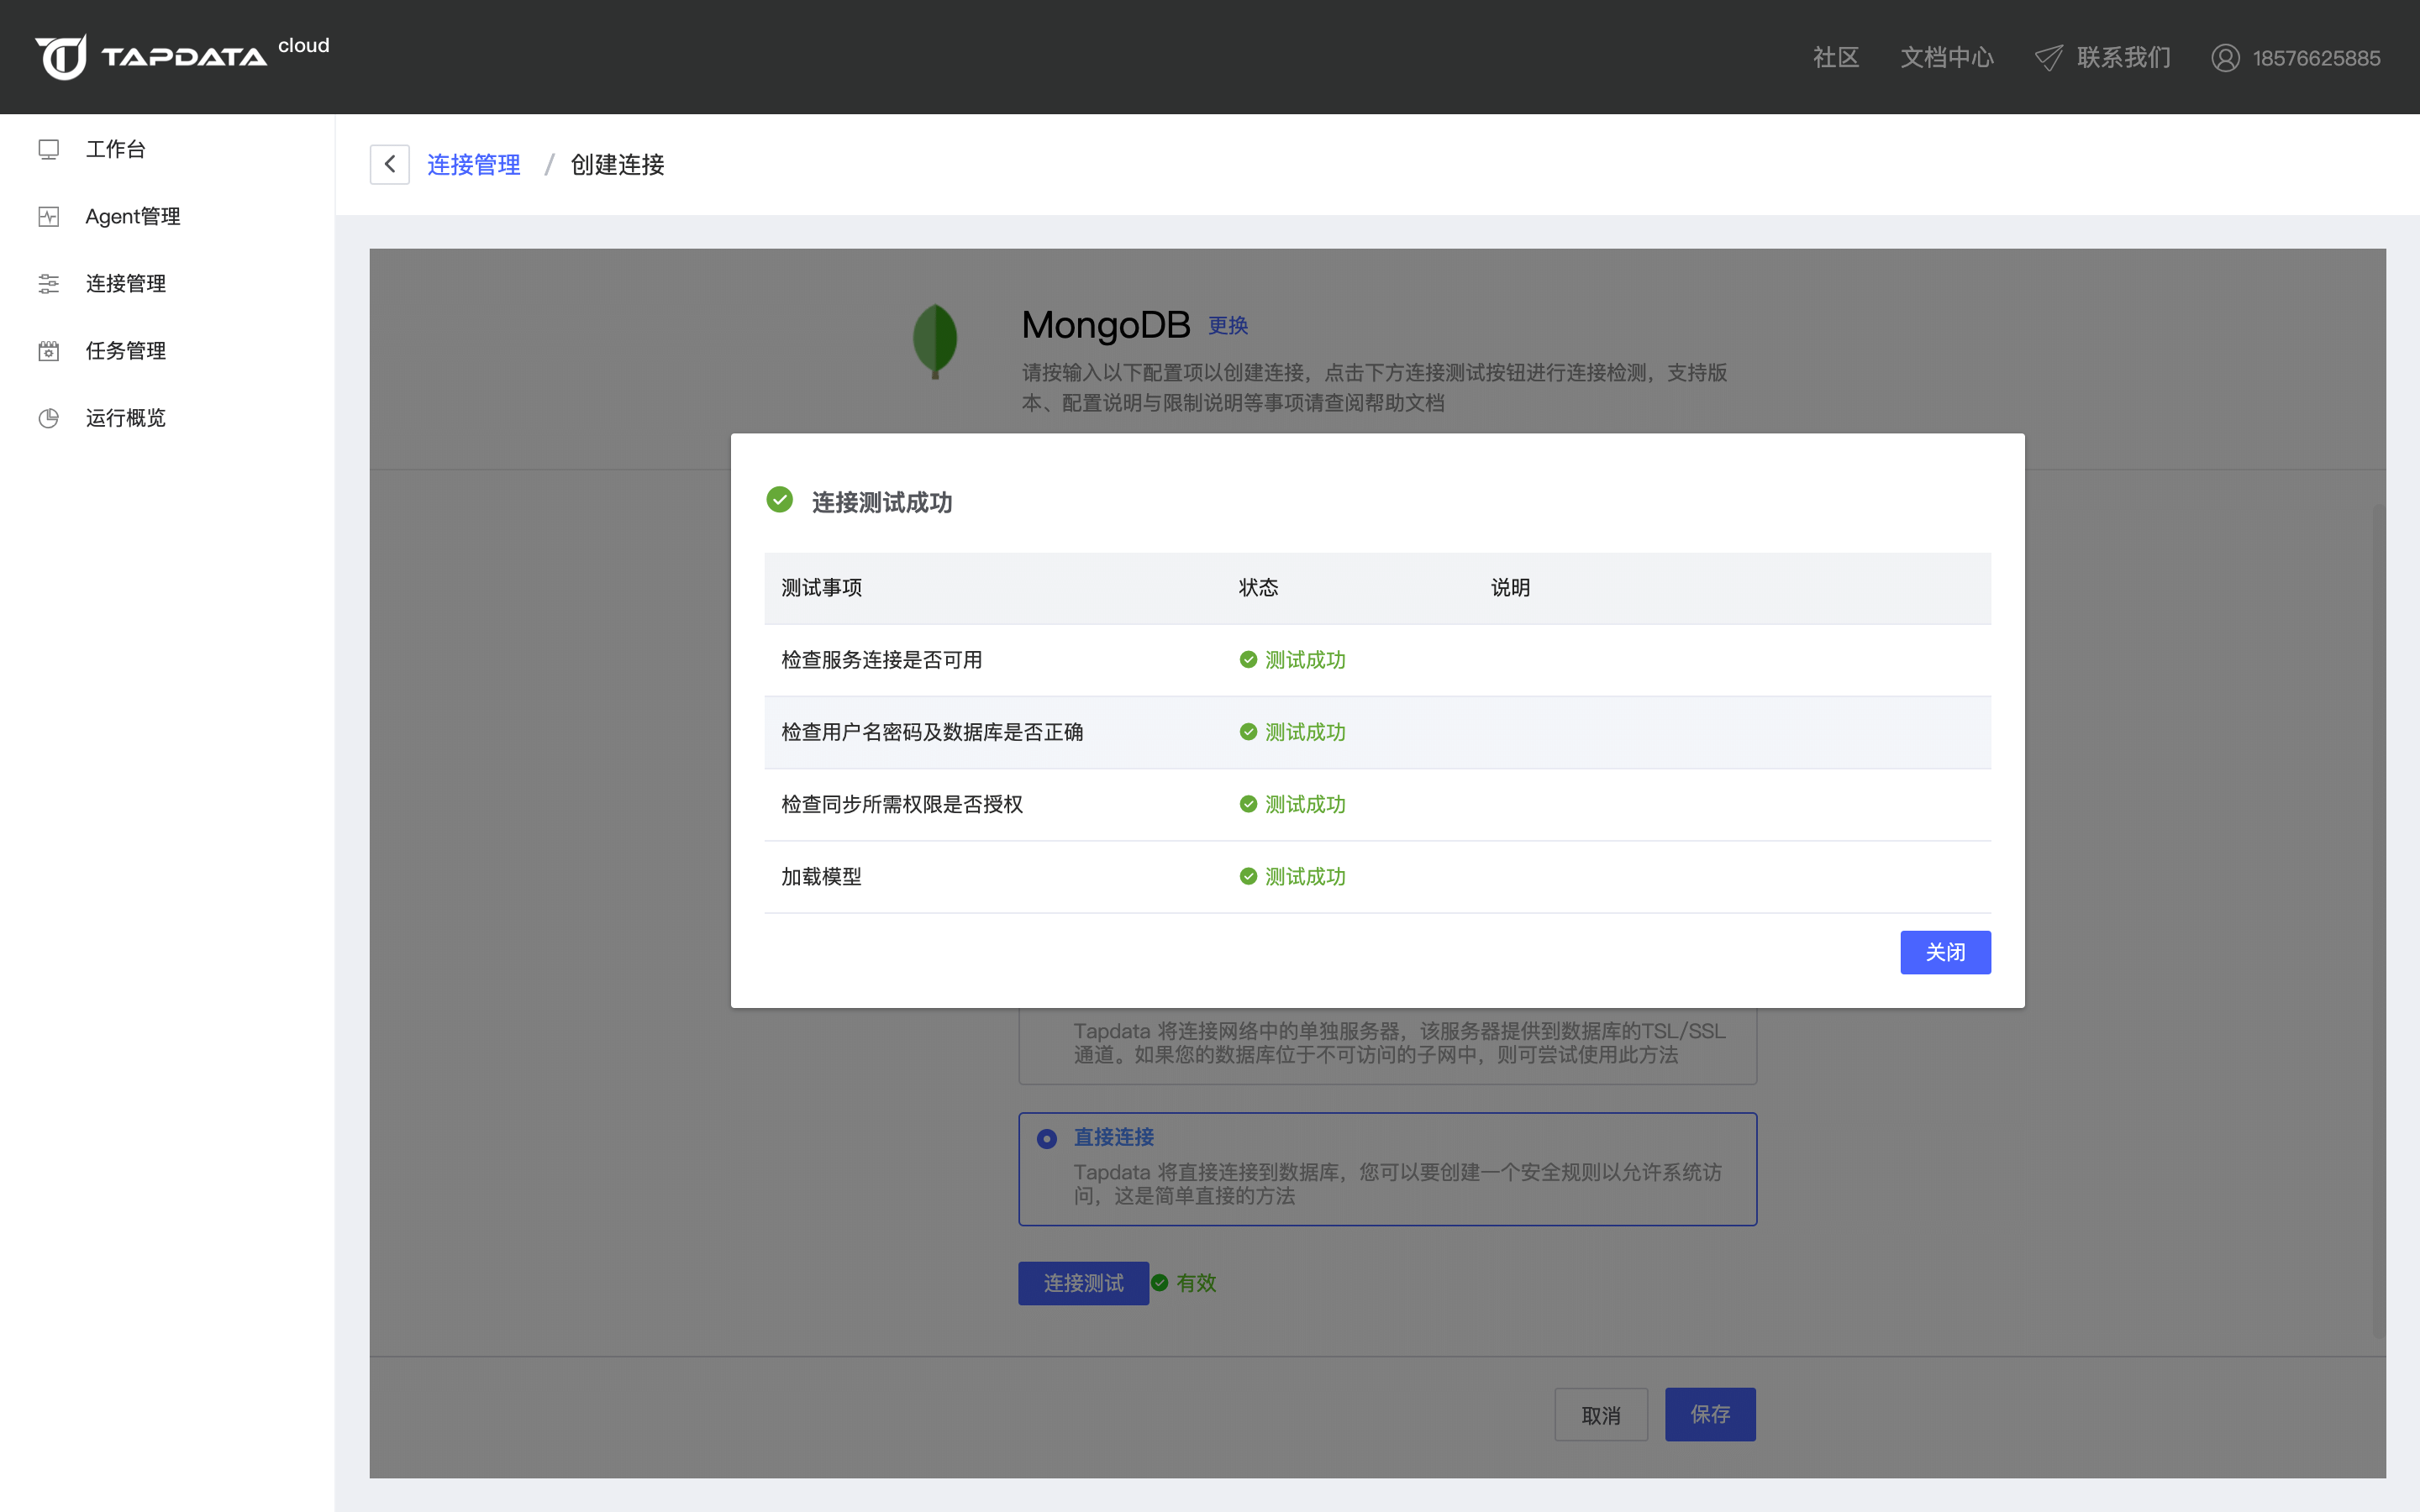 TAPDATA cloud
社区 文档中心 联系我们 18576625885
工作台
Agent管理
连接管理
任务管理
运行概览
连接管理 / 创建连接
MongoDB 更换
请按输入以下配置项以创建连接，点击下方连接测试按钮进行连接检测，支持版
本、配置说明与限制说明等事项请查阅帮助文档
连接测试成功
测试事项 状态 说明
检查服务连接是否可用 测试成功
检查用户名密码及数据库是否正确 测试成功
检查同步所需权限是否授权 测试成功
加载模型 测试成功
关闭
Tapdata 将连接网络中的单独服务器，该服务器提供到数据库的TSL/SSL
通道。如果您的数据库位于不可访问的子网中，则可尝试使用此方法
直接连接
Tapdata 将直接连接到数据库，您可以要创建一个安全规则以允许系统访
问，这是简单直接的方法
连接测试 有效
取消 保存